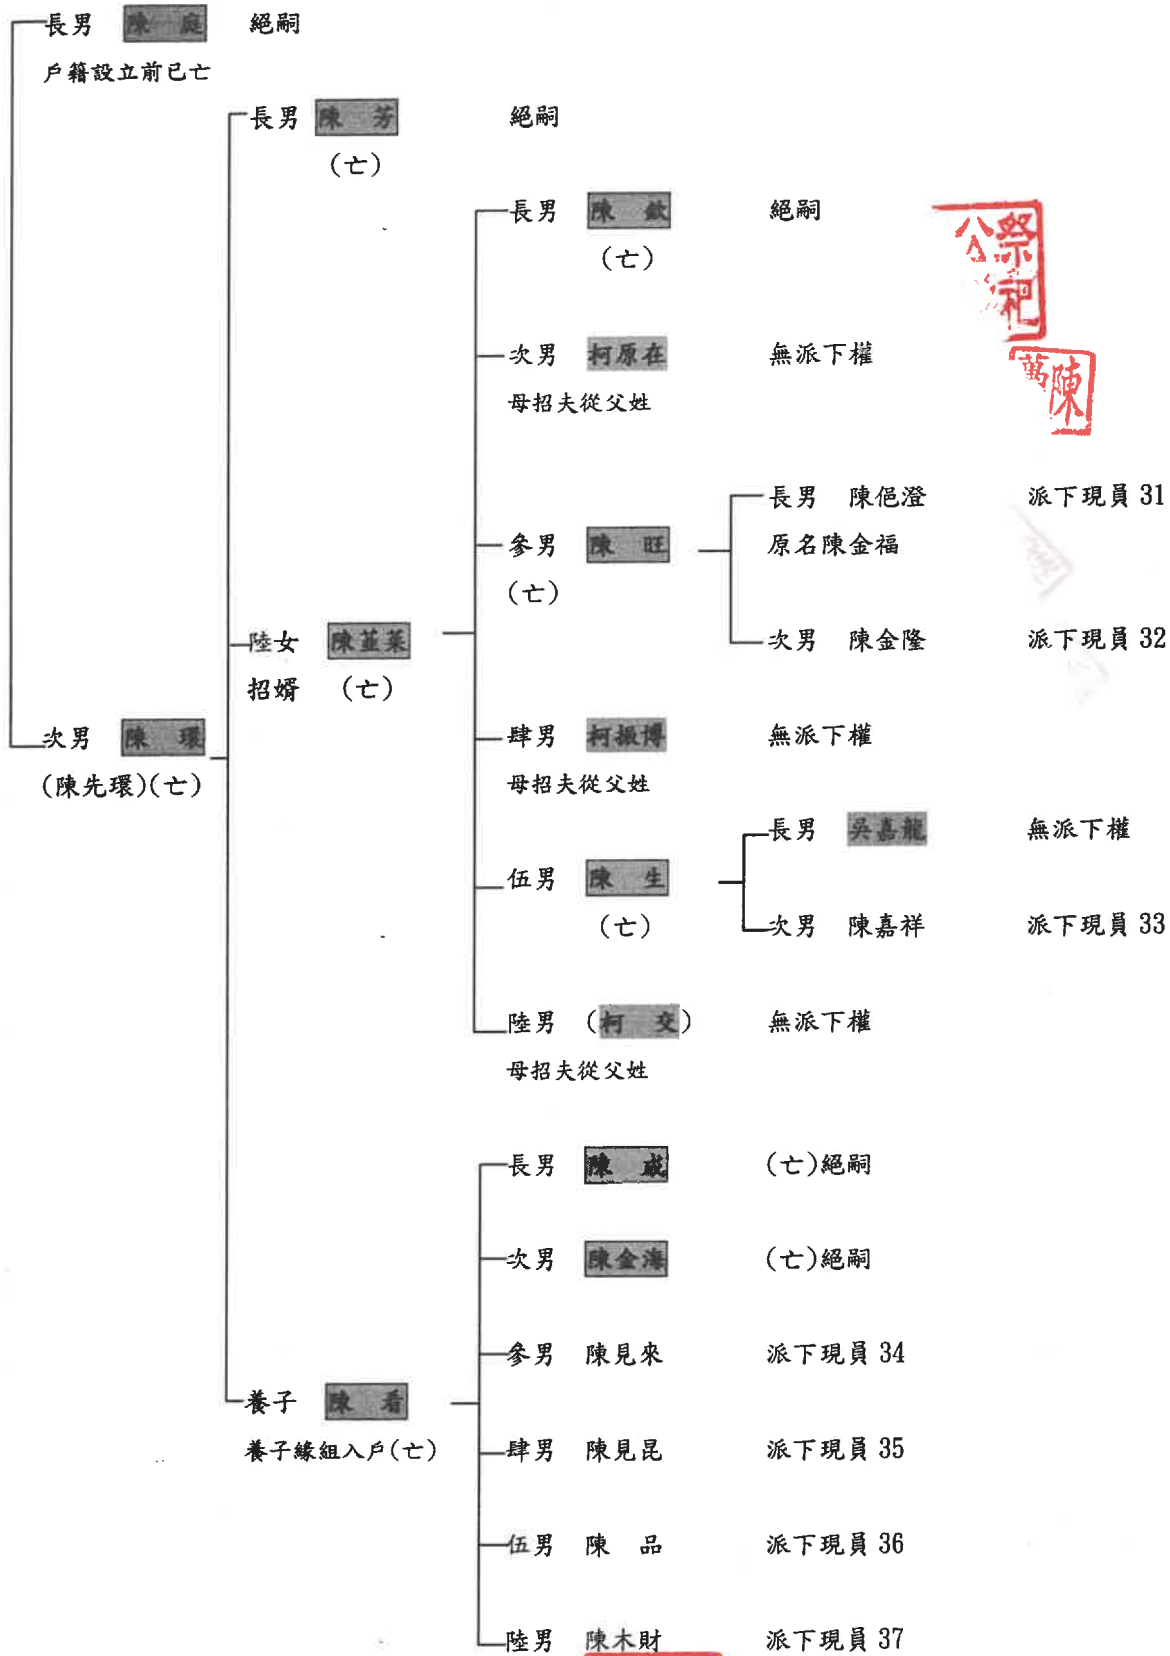 長男 陳 庭 絕嗣
戶籍設立前已亡
長男 陳 芳 絕嗣
(亡)
長男 陳 欽 絕嗣
(亡)
祭祀
公
次男 柯原在 無派下權
母招夫從父姓
陳
萬
長男 陳俋澄 派下現員 31
原名陳金福
參男 陳 旺
(亡)
次男 陳金隆 派下現員 32
陸女 陳韮菜
招婿 (亡)
次男 陳 環
(陳先環)(亡)
肆男 柯振博 無派下權
母招夫從父姓
長男 吳嘉龍 無派下權
伍男 陳 生
(亡)
次男 陳嘉祥 派下現員 33
陸男 (柯 交) 無派下權
母招夫從父姓
長男 陳 成 (亡)絕嗣
次男 陳金海 (亡)絕嗣
參男 陳見來 派下現員 34
養子 陳 看
養子緣組入戶(亡)
肆男 陳見昆 派下現員 35
伍男 陳 品 派下現員 36
陸男 陳木財 派下現員 37